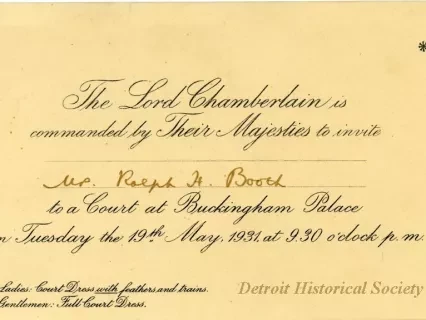 *
The Lord Chamberlain is
commanded by Their Majesties to invite
Mr. Ralph H. Booth
to a Court at Buckingham Palace
n Tuesday the 19th May, 1931, at 9.30 o'clock p.m.
Ladies: Court Dress with feathers and trains.
Gentlemen: Full Court Dress.
Detroit Historical Society